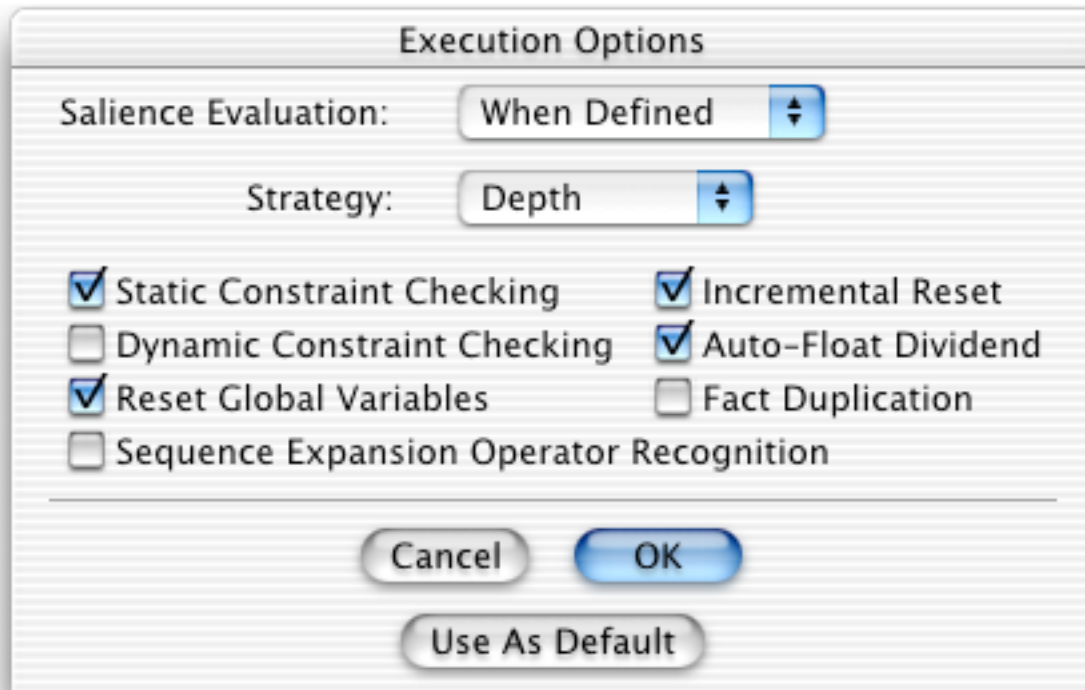 Execution Options
Salience Evaluation: When Defined
Strategy: Depth
Static Constraint Checking Incremental Reset
Dynamic Constraint Checking Auto-Float Dividend
Reset Global Variables Fact Duplication
Sequence Expansion Operator Recognition
Cancel OK
Use As Default